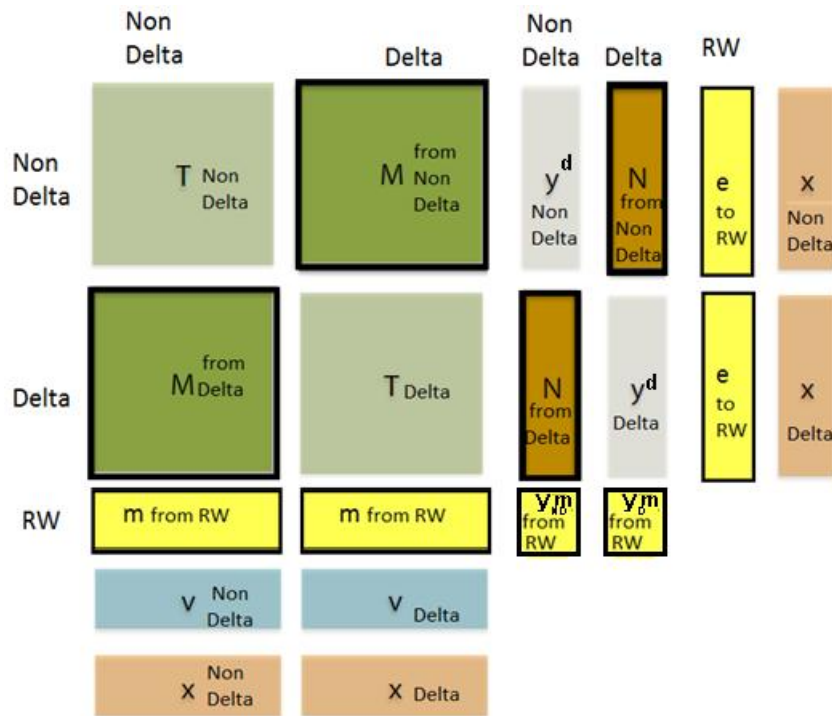 Non Delta
Delta
Non Delta
Delta
RW
Non Delta
T Non Delta
M from Non Delta
y^d Non Delta
N from Non Delta
e to RW
x Non Delta
Delta
M from Delta
T Delta
N from Delta
y^d Delta
e to RW
x Delta
RW
m from RW
m from RW
y_ND^m from RW
y_D^m from RW
v Non Delta
v Delta
x Non Delta
x Delta